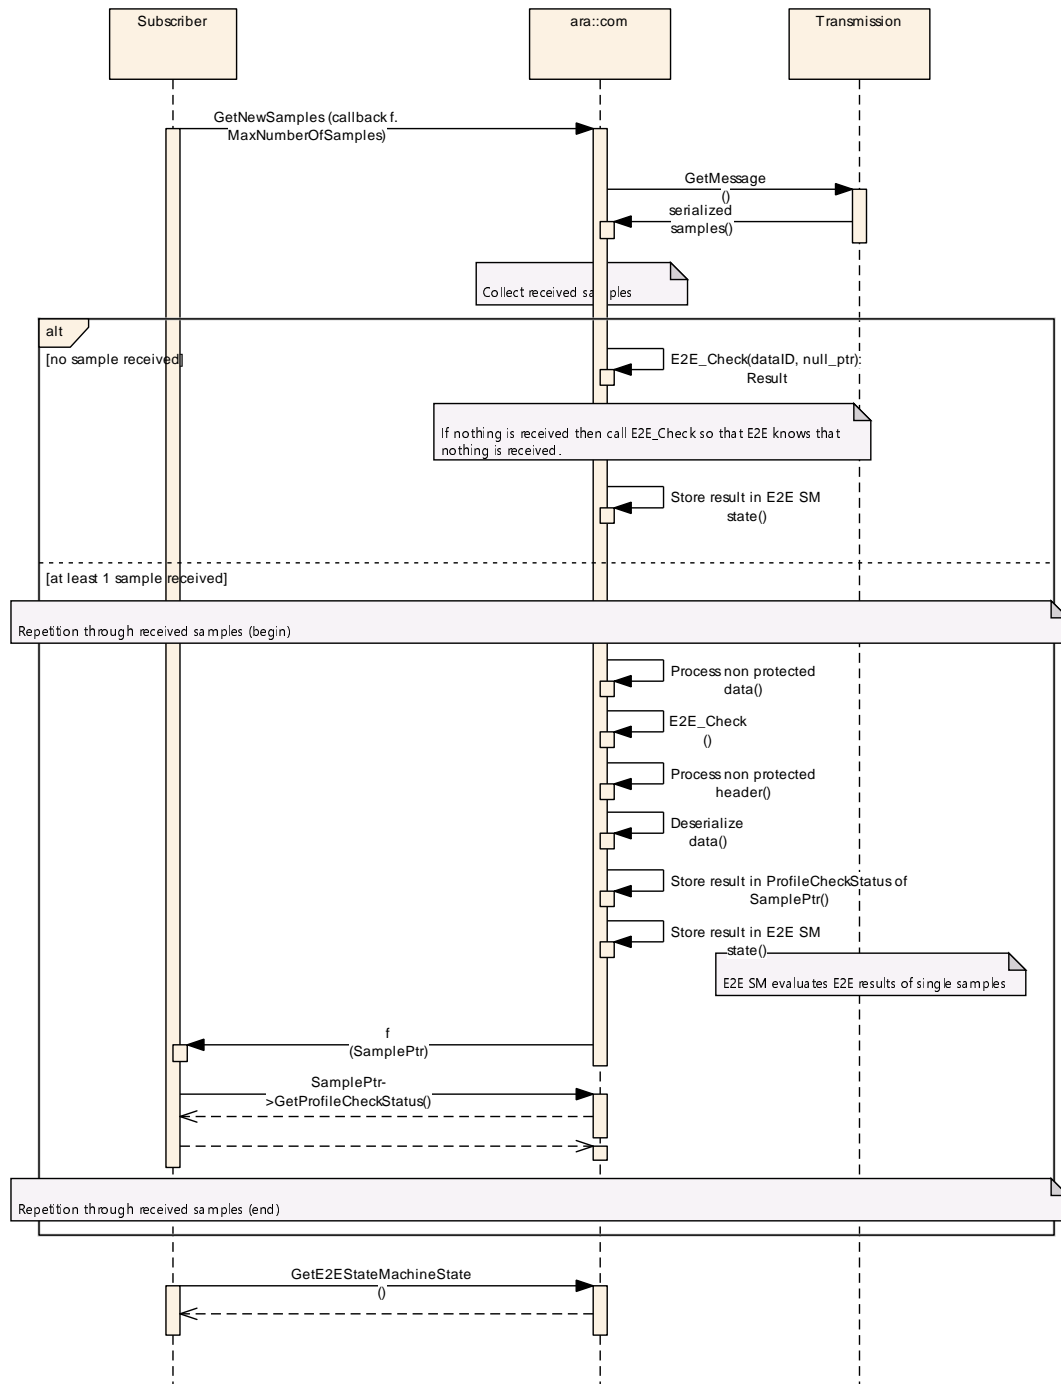 Subscriber
ara::com
Transmission
GetNewSamples (callback f.
MaxNumberOfSamples)
GetMessage
()
serialized
samples()
Collect received samples
alt
[no sample received]
E2E_Check(dataID, null_ptr):
Result
If nothing is received then call E2E_Check so that E2E knows that
nothing is received.
Store result in E2E SM
state()
[at least 1 sample received]
Repetition through received samples (begin)
Process non protected
data()
E2E_Check
()
Process non protected
header()
Deserialize
data()
Store result in ProfileCheckStatus of
SamplePtr()
Store result in E2E SM
state()
E2E SM evaluates E2E results of single samples
f
(SamplePtr)
SamplePtr-
>GetProfileCheckStatus()
Repetition through received samples (end)
GetE2EStateMachineState
()